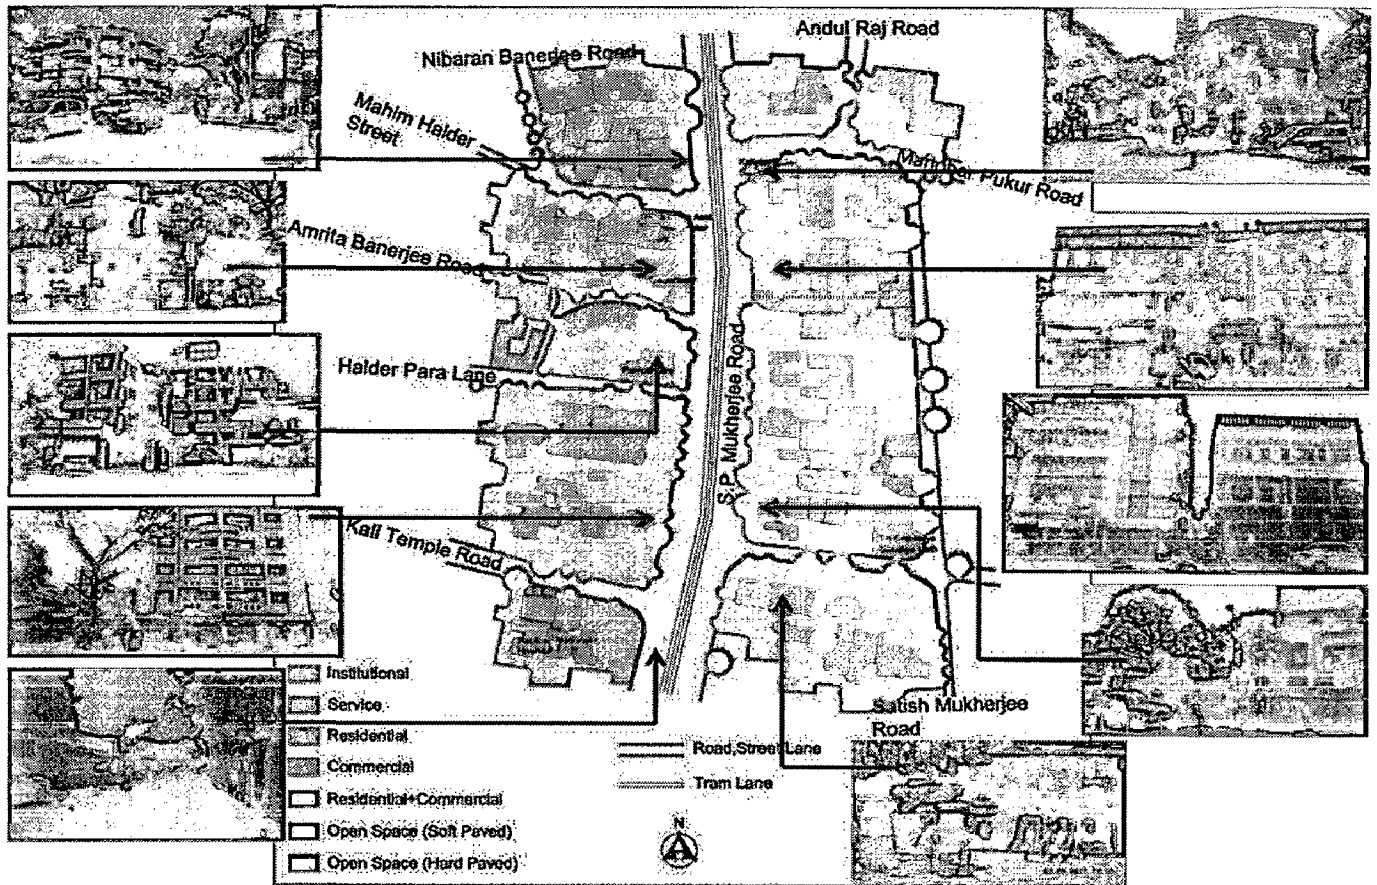 Andul Raj Road
Nibaran Banerjee Road
Mahim Halder
Street
Pukur Road
Amrita Banerjee Road
S.P. Mukherjee Road
Halder Para Lane
Kali Temple Road
Institutional
Service
Residential
Commercial
Residential+Commercial
Open Space (Soft Paved)
Open Space (Hard Paved)
Satish Mukherjee
Road
Road,Street Lane
Tram Lane
N